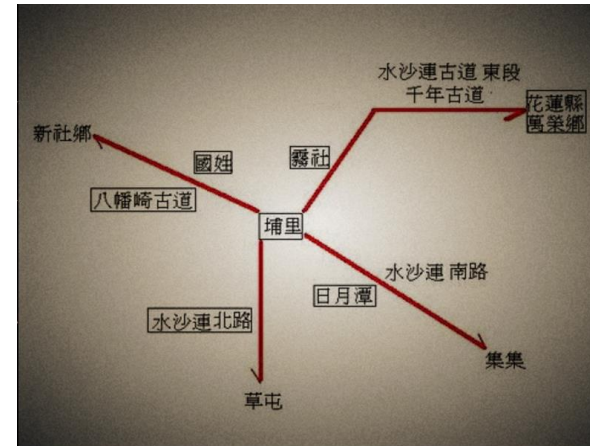 水沙連古道 東段
千年古道
花蓮縣
萬榮鄉
新社鄉
國姓
霧社
八幡崎古道
埔里
水沙連 南路
日月潭
水沙連北路
集集
草屯